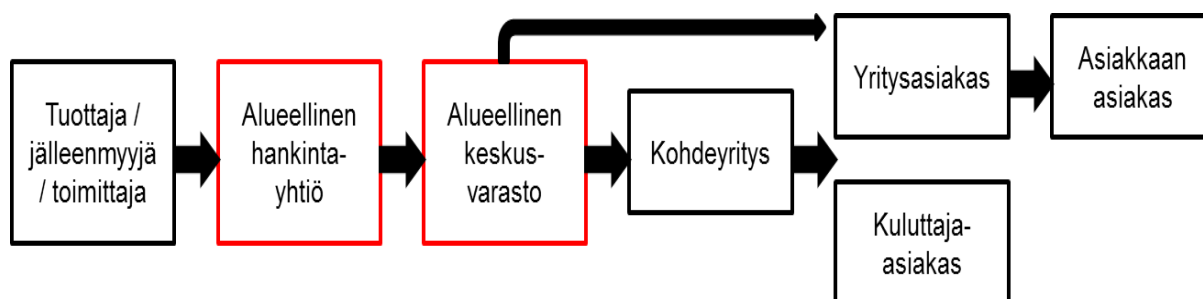 Tuottaja /
jälleenmyyjä
/ toimittaja
Alueellinen
hankinta-
yhtiö
Alueellinen
keskus-
varasto
Kohdeyritys
Yritysasiakas
Asiakkaan
asiakas
Kuluttaja-
asiakas